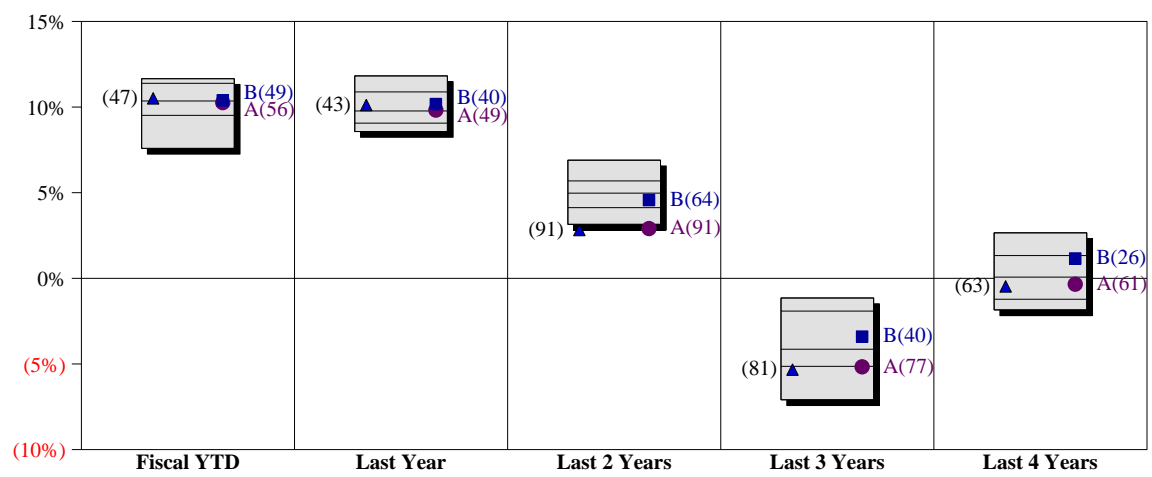 15%
10%
5%
0%
(5%)
(10%)
(47)
B(49)
A(56)
(43)
B(40)
A(49)
(91)
B(64)
A(91)
(81)
B(40)
A(77)
(63)
B(26)
A(61)
Fiscal YTD
Last Year
Last 2 Years
Last 3 Years
Last 4 Years